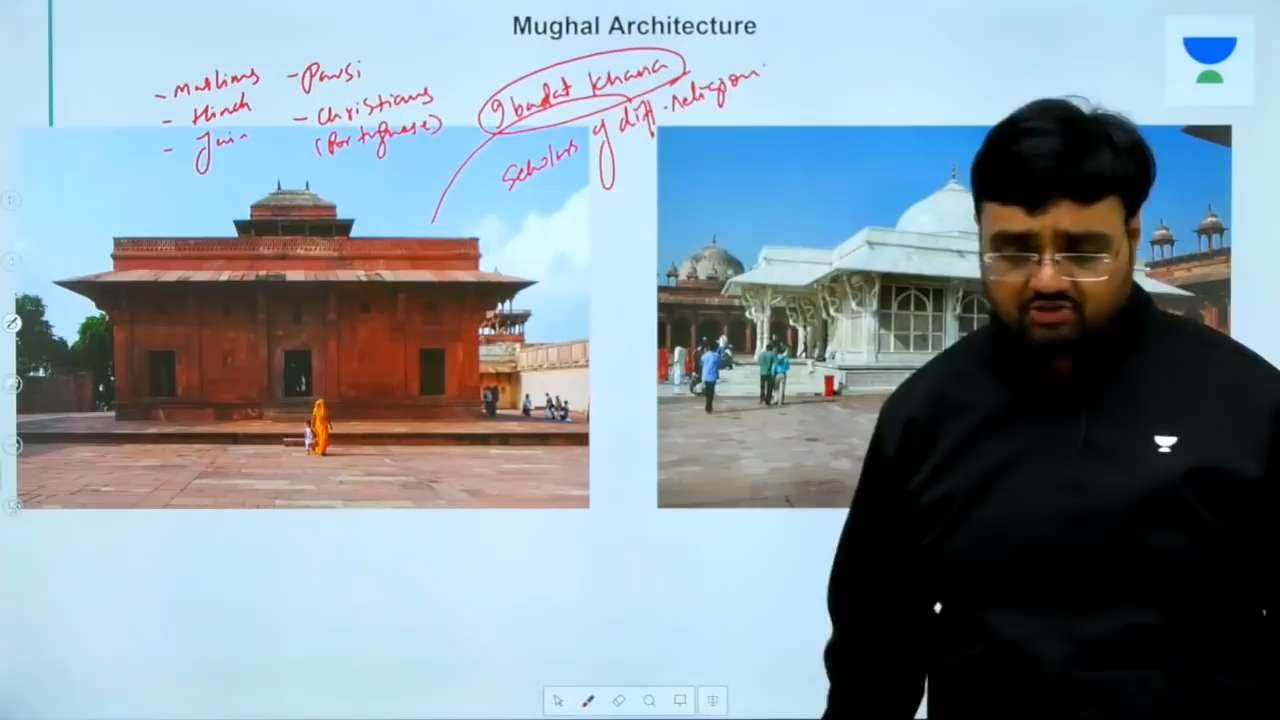 Mughal Architecture
- Muslims - Parsi
- Hindu - Christians
- Jain (Portuguese)
Ibadat khana
Scholars of diff. religion.